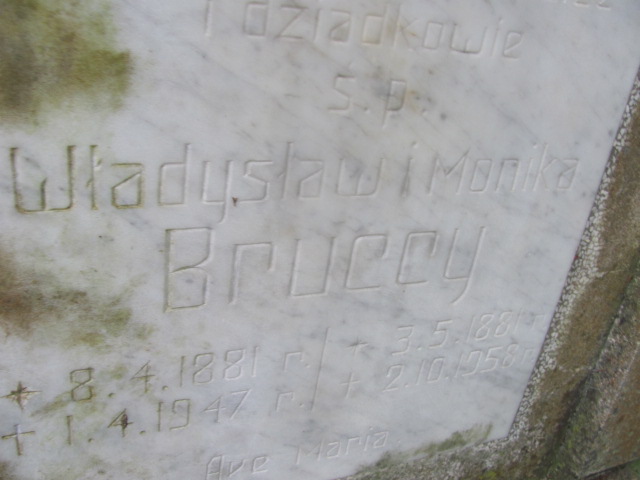 i dziadkowie
s.p.
Władysław i Monika
Bruccy
* 8.4.1881 r. / * 3.5.1881 r.
+ 1.4.1947 r. / + 2.10.1958 r.
Ave Maria